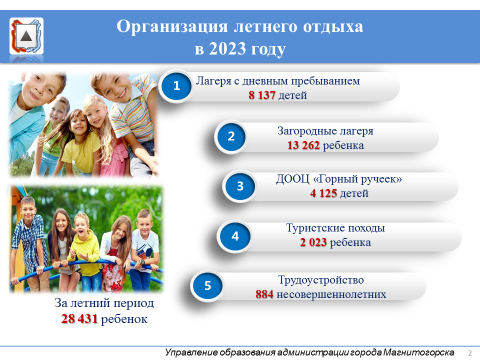 Организация летнего отдыха
в 2023 году
1
Лагеря с дневным пребыванием
8 137 детей
2
Загородные лагеря
13 262 ребенка
3
ДООЦ «Горный ручеек»
4 125 детей
4
Туристские походы
2 023 ребенка
5
Трудоустройство
884 несовершеннолетних
За летний период
28 431 ребенок
Управление образования администрации города Магнитогорска
2